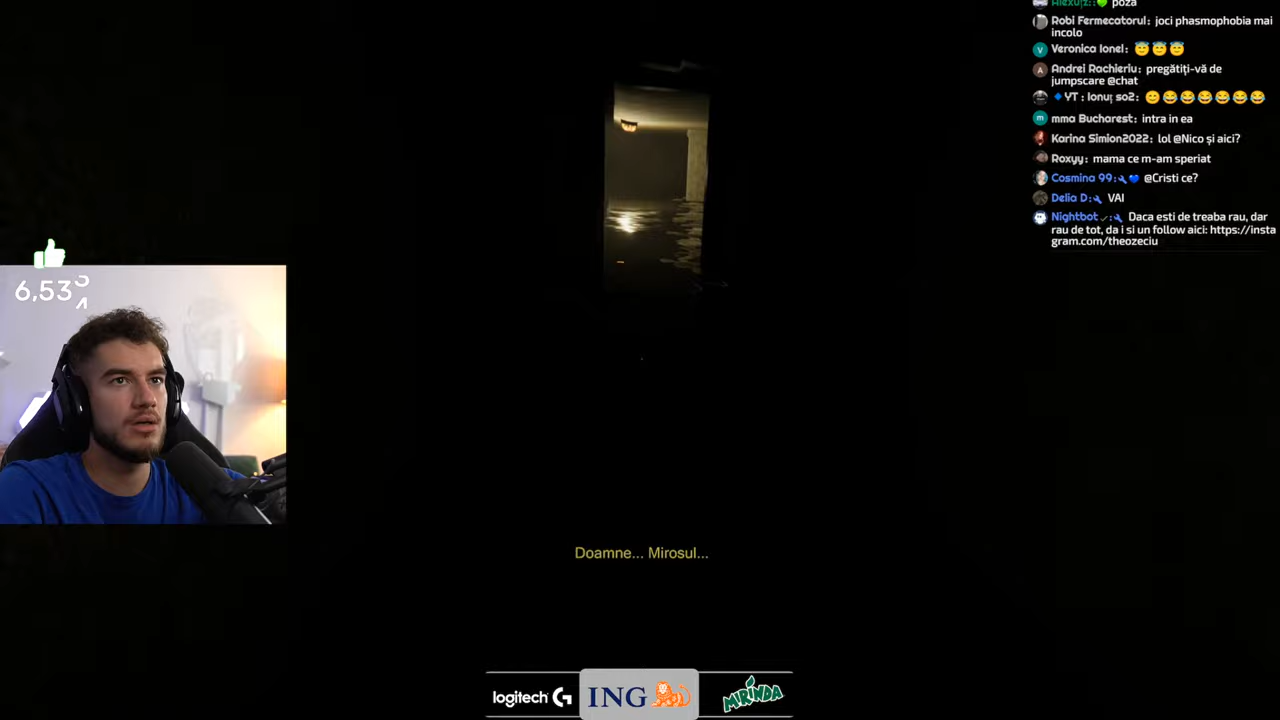 Alexuțz: poza
Robi Fermecatorul: joci phasmophobia mai
incolo
Veronica Ionel: 😇😇😇
Andrei Rachieriu: pregătiți-vă de
jumpscare @chat
YT : Ionuț so2: 😊😂😂😂😂😂😂
mma Bucharest: intra in ea
Karina Simion2022: lol @Nico și aici?
Roxyy: mama ce m-am speriat
Cosmina 99: @Cristi ce?
Delia D: VAI
Nightbot: Daca esti de treaba rau, dar
rau de tot, da i si un follow aici: https://insta
gram.com/theozeciu
6,53
Doamne... Mirosul...
logitech G
ING
MIRINDA